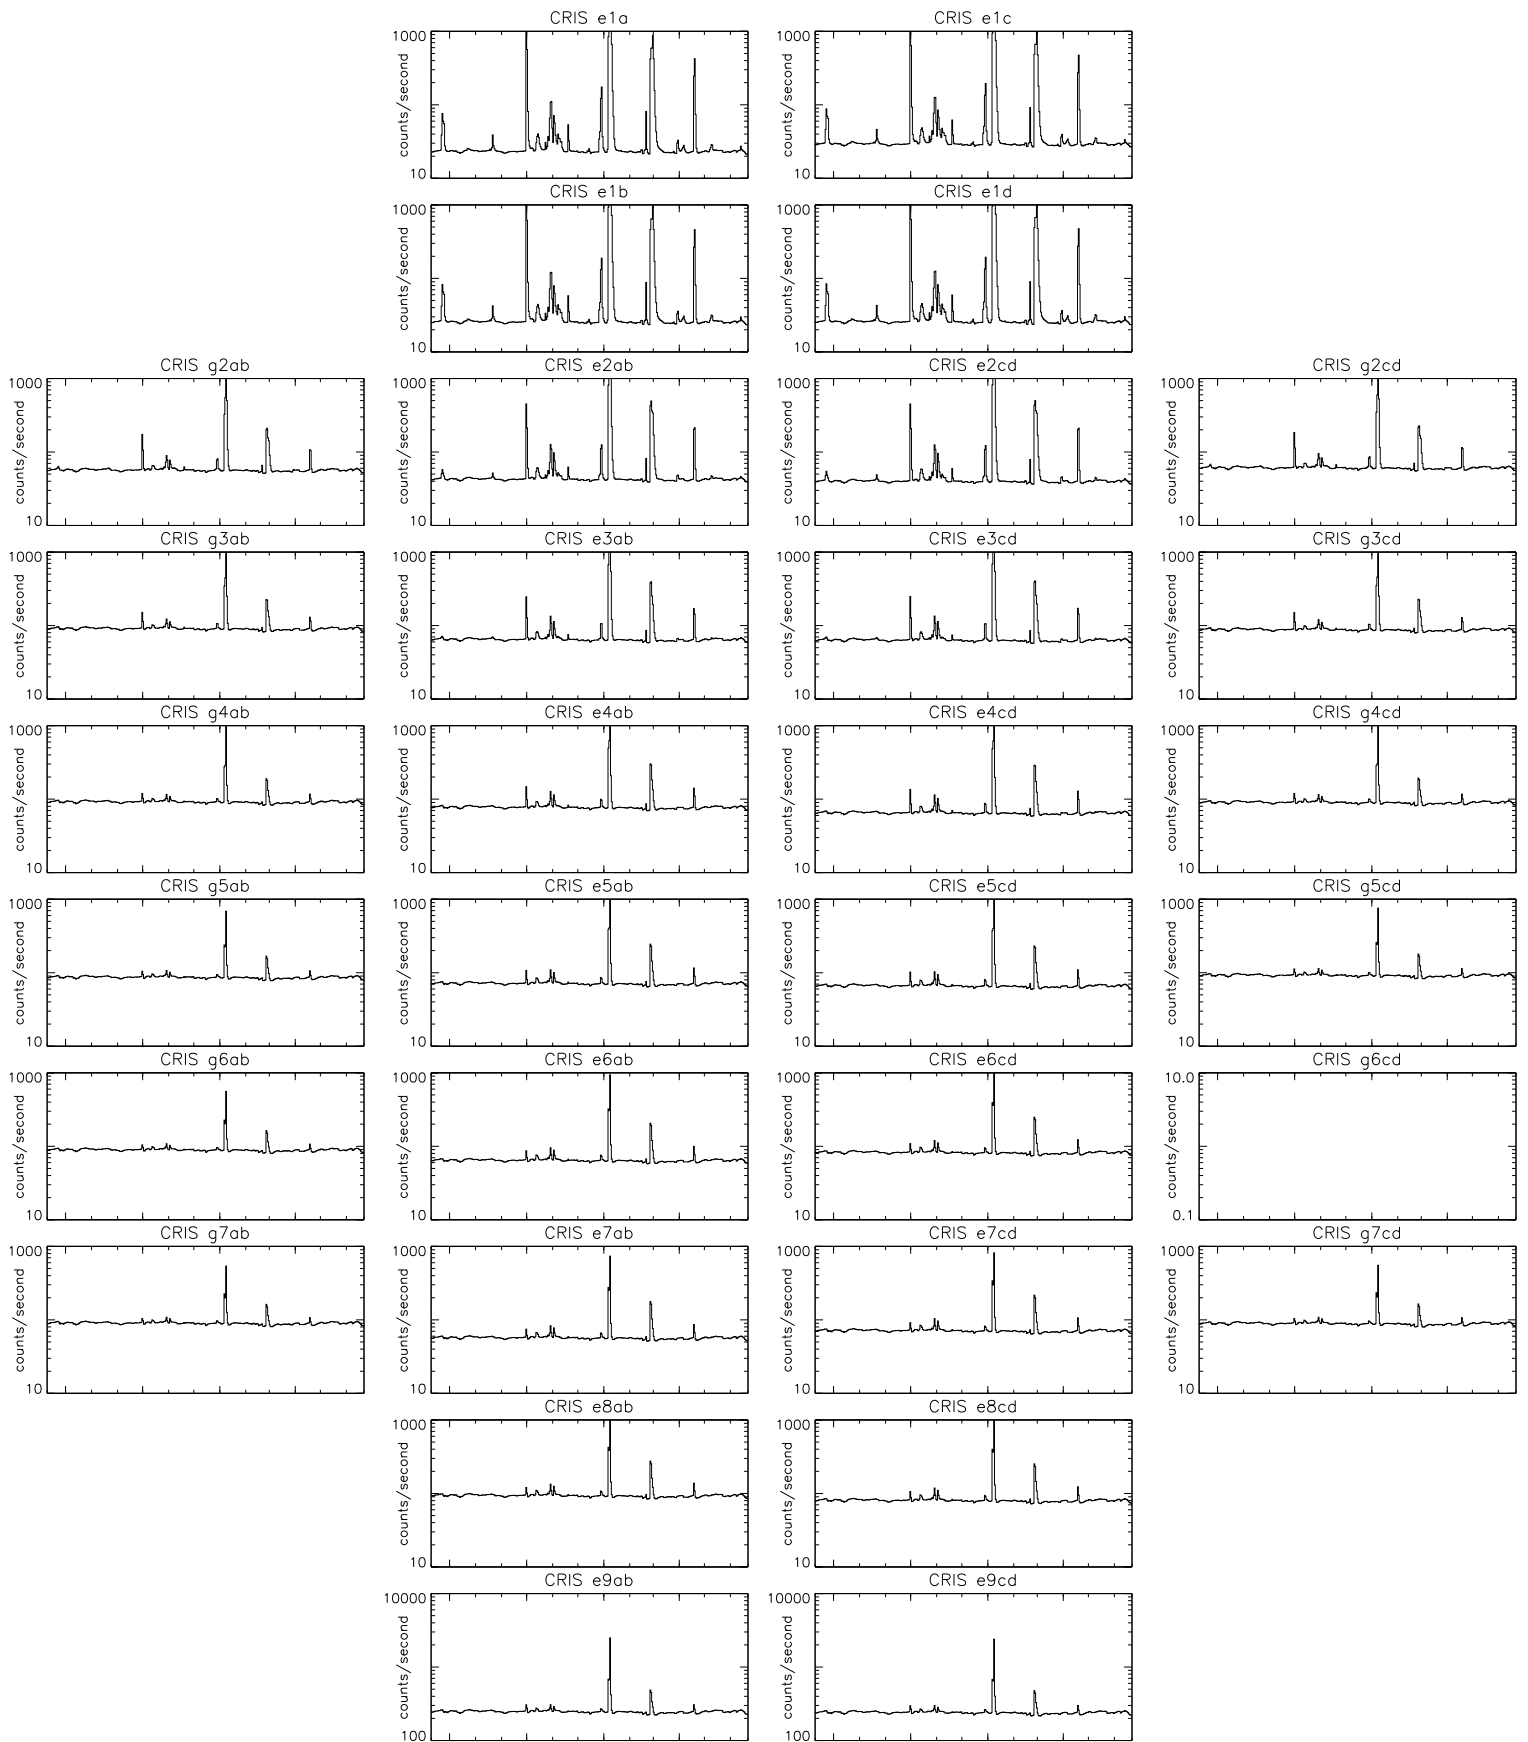 CRIS e1a
CRIS e1c
1000
counts/second
10
1000
counts/second
10
CRIS e1b
CRIS e1d
1000
counts/second
10
1000
counts/second
10
CRIS g2ab
CRIS e2ab
CRIS e2cd
CRIS g2cd
1000
counts/second
10
1000
counts/second
10
1000
counts/second
10
1000
counts/second
10
CRIS g3ab
CRIS e3ab
CRIS e3cd
CRIS g3cd
1000
counts/second
10
1000
counts/second
10
1000
counts/second
10
1000
counts/second
10
CRIS g4ab
CRIS e4ab
CRIS e4cd
CRIS g4cd
1000
counts/second
10
1000
counts/second
10
1000
counts/second
10
1000
counts/second
10
CRIS g5ab
CRIS e5ab
CRIS e5cd
CRIS g5cd
1000
counts/second
10
1000
counts/second
10
1000
counts/second
10
1000
counts/second
10
CRIS g6ab
CRIS e6ab
CRIS e6cd
CRIS g6cd
1000
counts/second
10
1000
counts/second
10
1000
counts/second
10
10.0
counts/second
0.1
CRIS g7ab
CRIS e7ab
CRIS e7cd
CRIS g7cd
1000
counts/second
10
1000
counts/second
10
1000
counts/second
10
1000
counts/second
10
CRIS e8ab
CRIS e8cd
1000
counts/second
10
1000
counts/second
10
CRIS e9ab
CRIS e9cd
10000
counts/second
100
10000
counts/second
100